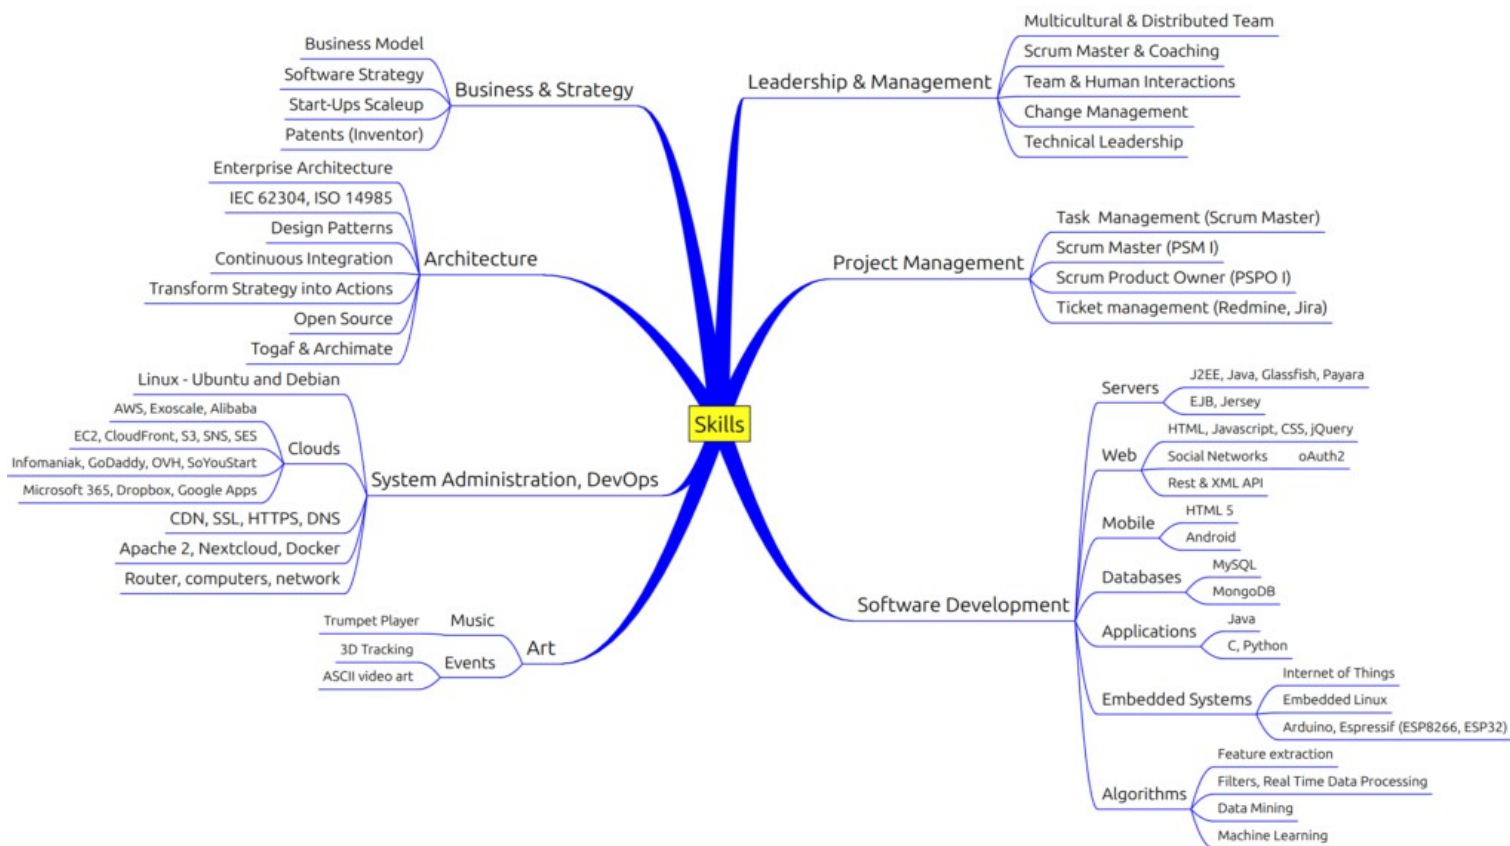 Skills
Business & Strategy
Business Model
Software Strategy
Start-Ups Scaleup
Patents (Inventor)
Architecture
Enterprise Architecture
IEC 62304, ISO 14985
Design Patterns
Continuous Integration
Transform Strategy into Actions
Open Source
Togaf & Archimate
System Administration, DevOps
Linux - Ubuntu and Debian
Clouds
AWS, Exoscale, Alibaba
EC2, CloudFront, S3, SNS, SES
Infomaniak, GoDaddy, OVH, SoYouStart
Microsoft 365, Dropbox, Google Apps
CDN, SSL, HTTPS, DNS
Apache 2, Nextcloud, Docker
Router, computers, network
Art
Music
Trumpet Player
Events
3D Tracking
ASCII video art
Leadership & Management
Multicultural & Distributed Team
Scrum Master & Coaching
Team & Human Interactions
Change Management
Technical Leadership
Project Management
Task  Management (Scrum Master)
Scrum Master (PSM I)
Scrum Product Owner (PSPO I)
Ticket management (Redmine, Jira)
Software Development
Servers
J2EE, Java, Glassfish, Payara
EJB, Jersey
Web
HTML, Javascript, CSS, jQuery
Social Networks oAuth2
Rest & XML API
Mobile
HTML 5
Android
Databases
MySQL
MongoDB
Applications
Java
C, Python
Embedded Systems
Internet of Things
Embedded Linux
Arduino, Espressif (ESP8266, ESP32)
Algorithms
Feature extraction
Filters, Real Time Data Processing
Data Mining
Machine Learning